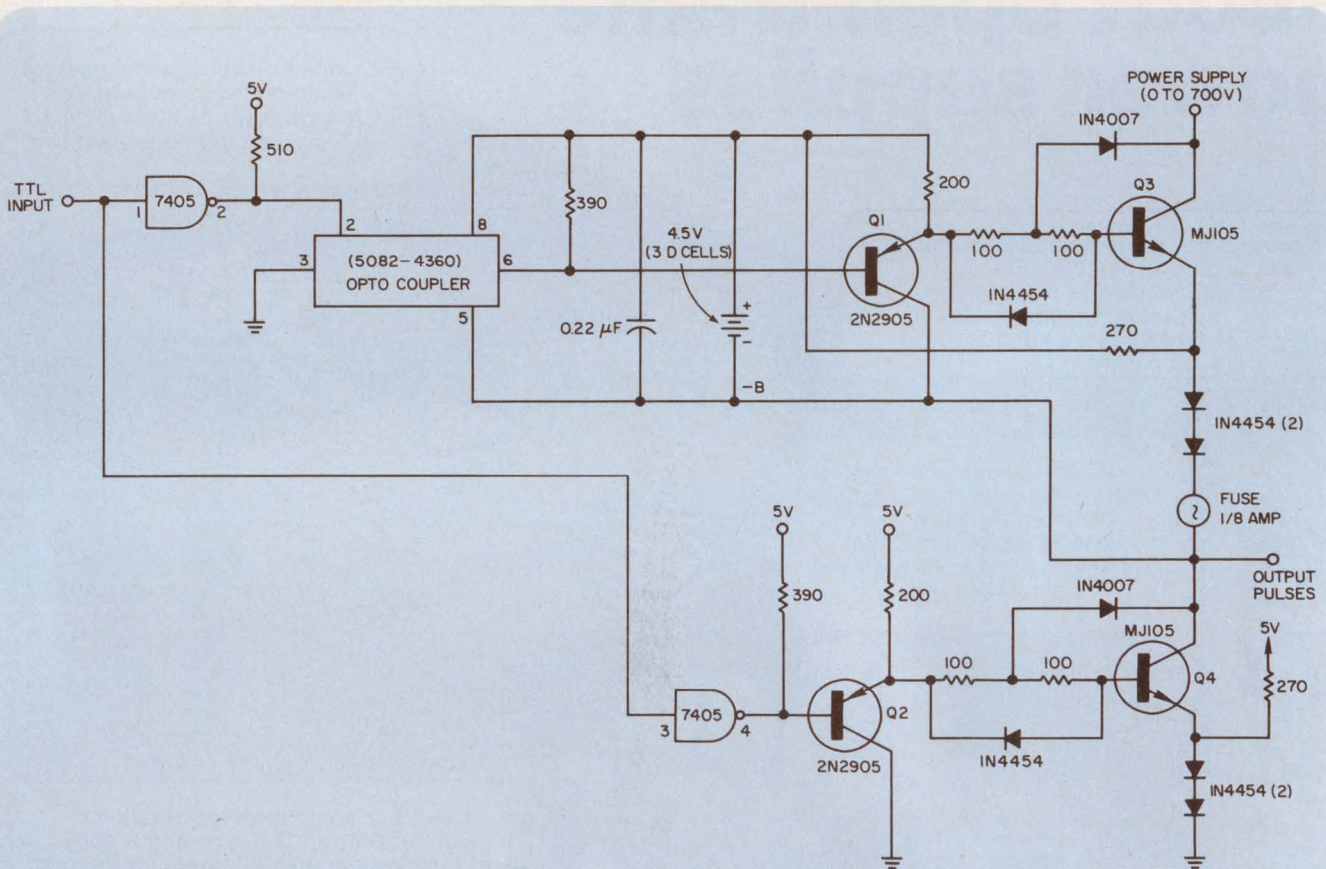 POWER SUPPLY
(0 TO 700V)
5V
IN4007
510
TTL
INPUT
7405
1
2
2
8
390
200
Q1
Q3
MJ105
100
100
4.5V
(3 D CELLS)
3
(5082-4360)
OPTO COUPLER
6
IN4454
2N2905
5
0.22 µF
+
-
270
-B
IN4454 (2)
FUSE
1/8 AMP
5V
5V
OUTPUT
PULSES
390
200
IN4007
MJ105
5V
100
100
Q4
270
7405
3
4
Q2
IN4454
2N2905
IN4454 (2)